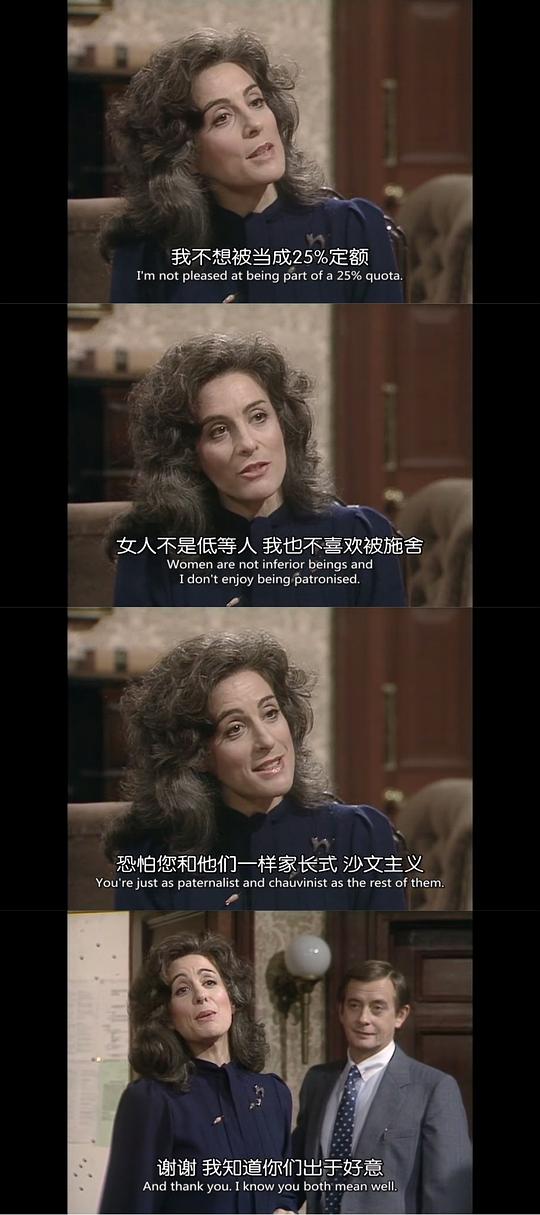 我不想被当成25%定额
I'm not pleased at being part of a 25% quota.
女人不是低等人 我也不喜欢被施舍
Women are not inferior beings and
I don't enjoy being patronised.
恐怕您和他们一样家长式 沙文主义
You're just as paternalist and chauvinist as the rest of them.
谢谢 我知道你们出于好意
And thank you. I know you both mean well.